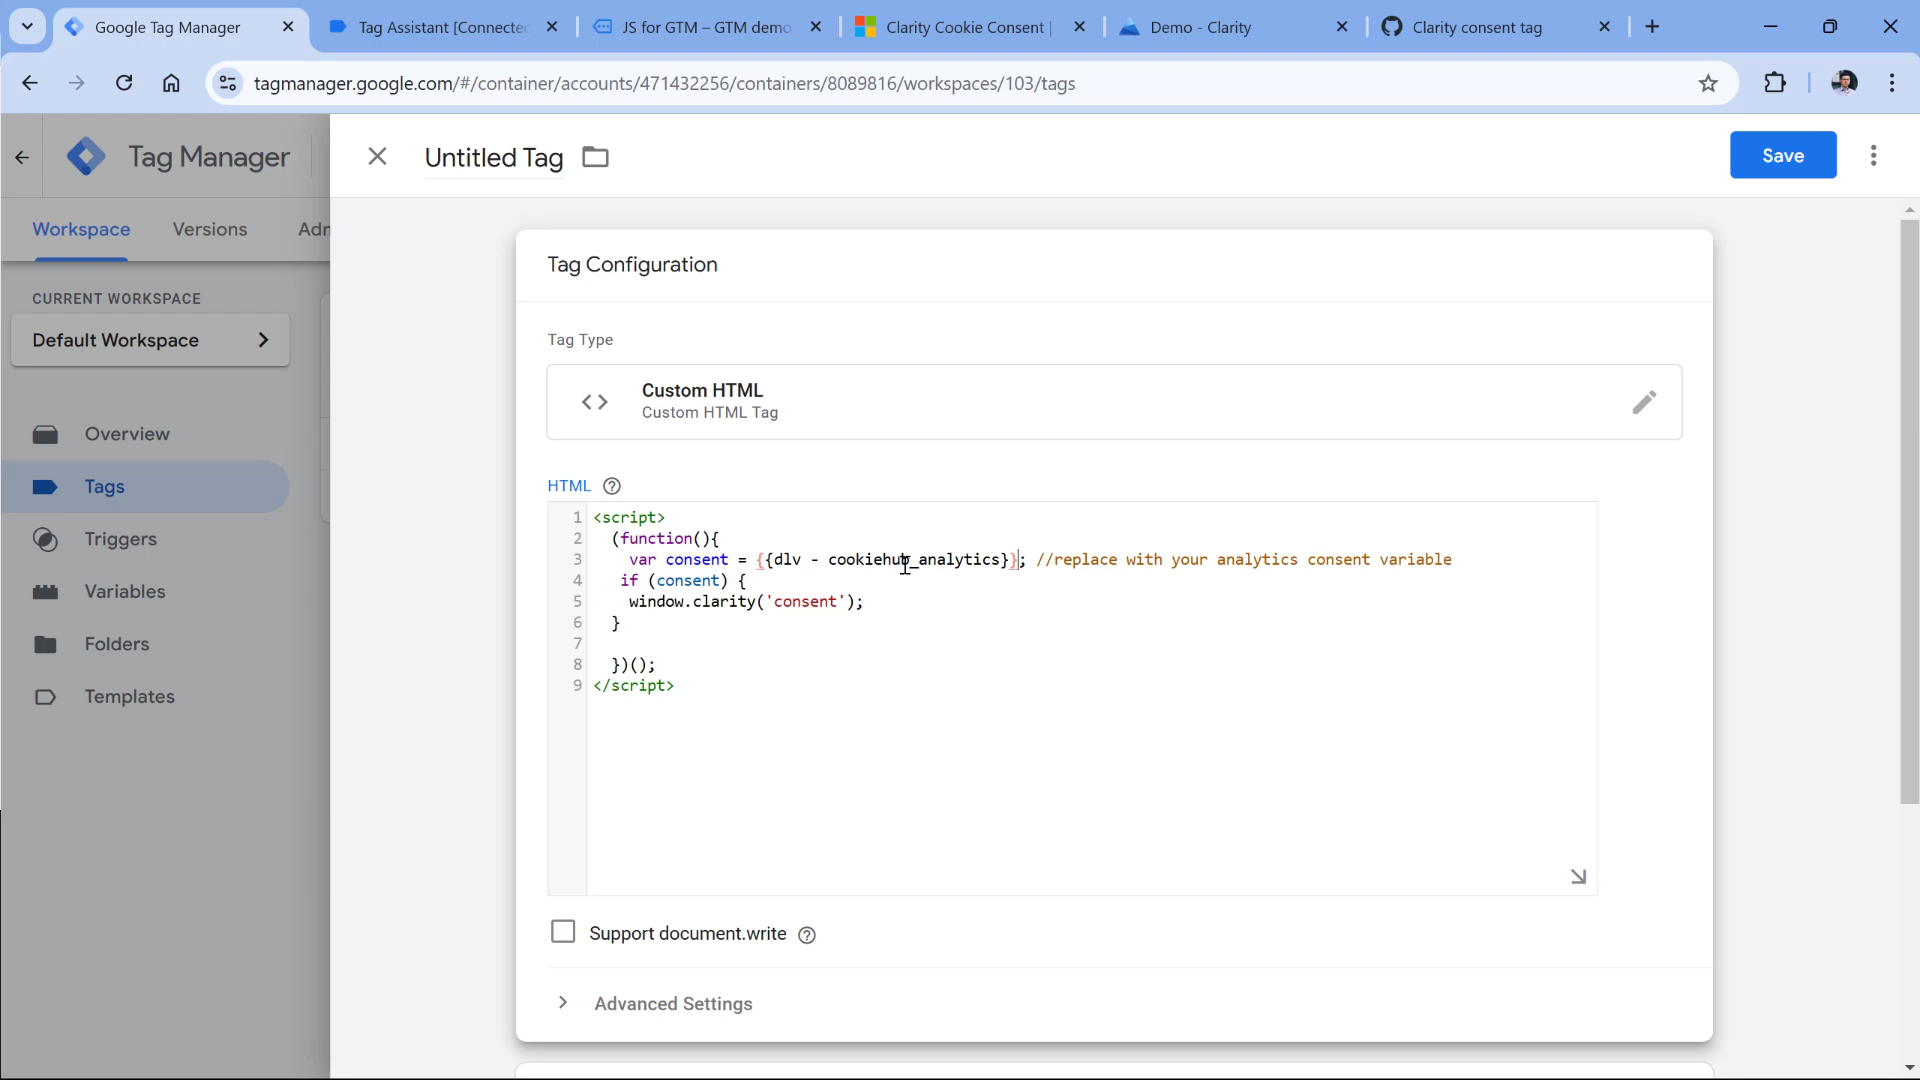 Google Tag Manager
Tag Assistant [Connected
JS for GTM – GTM demo
Clarity Cookie Consent |
Demo - Clarity
Clarity consent tag
tagmanager.google.com/#/container/accounts/471432256/containers/8089816/workspaces/103/tags
Tag Manager
Untitled Tag
Save
Workspace
Versions
Adn
CURRENT WORKSPACE
Default Workspace
Overview
Tags
Triggers
Variables
Folders
Templates
Tag Configuration
Tag Type
Custom HTML
Custom HTML Tag
HTML
1 <script>
2 (function(){
3 var consent = {{dlv - cookiehub_analytics}}; //replace with your analytics consent variable
4 if (consent) {
5 window.clarity('consent');
6 }
7
8 })();
9 </script>
Support document.write
Advanced Settings